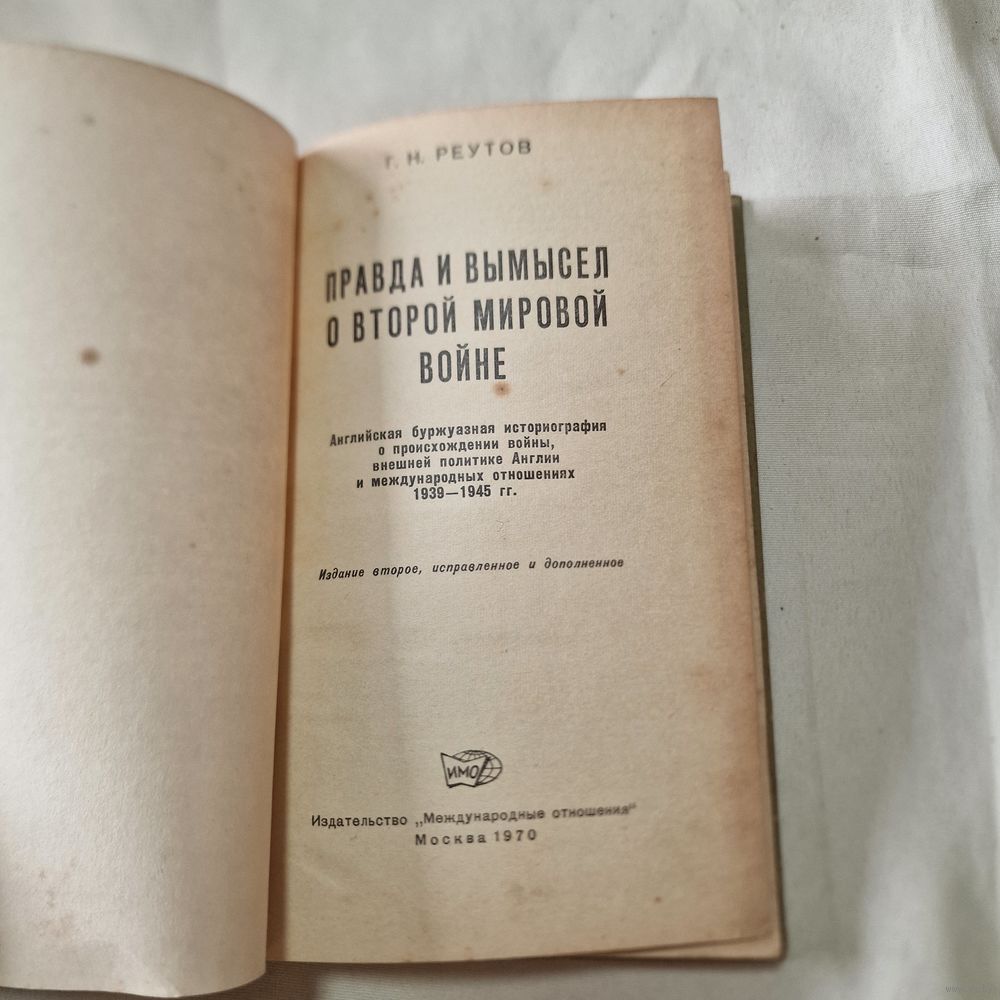 Г. Н. РЕУТОВ
ПРАВДА И ВЫМЫСЕЛ
О ВТОРОЙ МИРОВОЙ
ВОЙНЕ
Английская буржуазная историография
о происхождении войны,
внешней политике Англии
и международных отношениях
1939—1945 гг.
Издание второе, исправленное и дополненное
ИМО
Издательство „Международные отношения“
Москва 1970